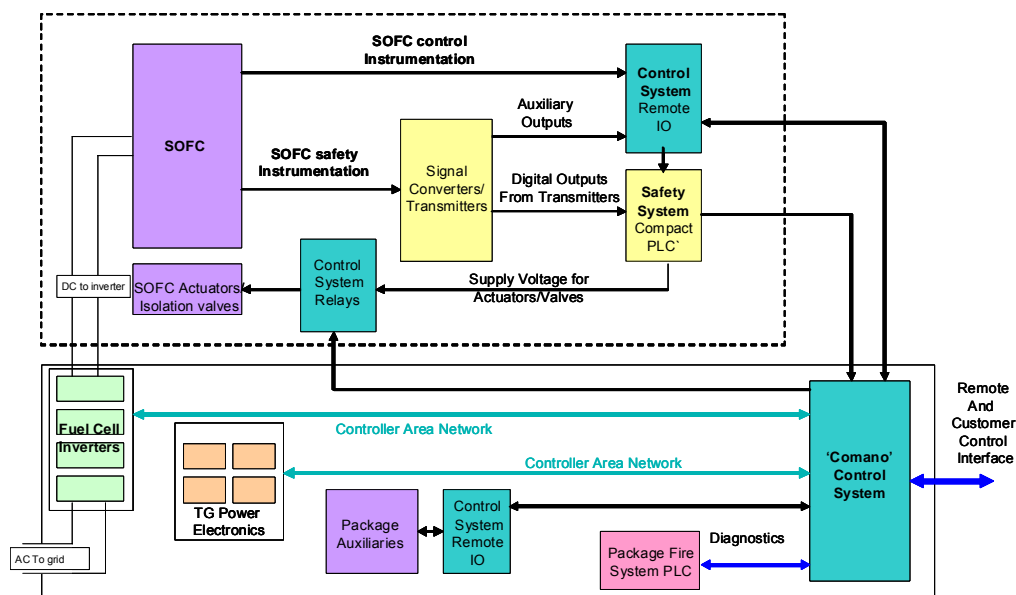 SOFC control
Instrumentation
SOFC
Control
System
Remote
IO
Auxiliary
Outputs
SOFC safety
Instrumentation
Signal
Converters/
Transmitters
Digital Outputs
From Transmitters
Safety
System
Compact
PLC`
DC to inverter
SOFC Actuators/
Isolation valves
Control
System
Relays
Supply Voltage for
Actuators/Valves
Fuel Cell
Inverters
Controller Area Network
Controller Area Network
TG Power
Electronics
'Comano'
Control
System
Remote
And
Customer
Control
Interface
Package
Auxiliaries
Control
System
Remote
IO
Diagnostics
Package Fire
System PLC
AC To grid